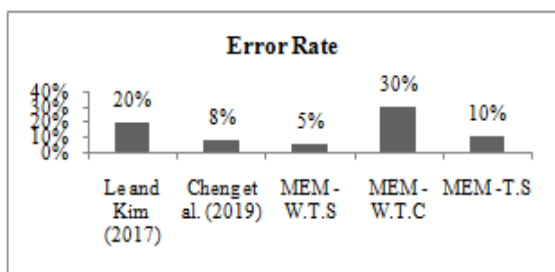 Error Rate
40%
30%
20%
10%
0%
20%
8%
5%
30%
10%
Le and
Kim
(2017)
Cheng et
al. (2019)
MEM -
W.T.S
MEM -
W.T.C
MEM -T.S